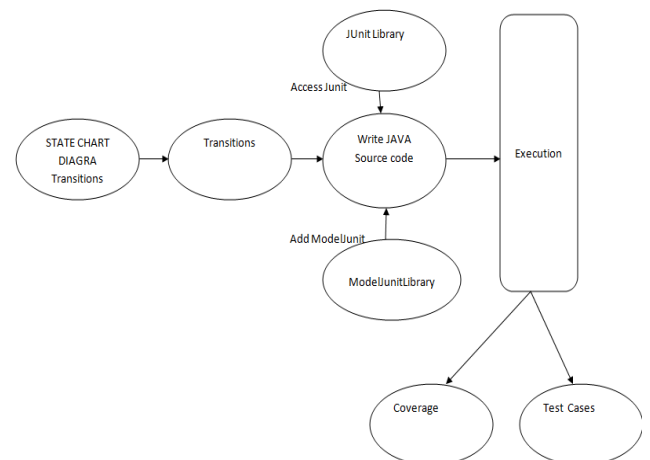 JUnit Library
Access Junit
STATE CHART
DIAGRA
Transitions
Transitions
Write JAVA
Source code
Execution
Add ModelJunit
ModelJunitLibrary
Coverage
Test Cases